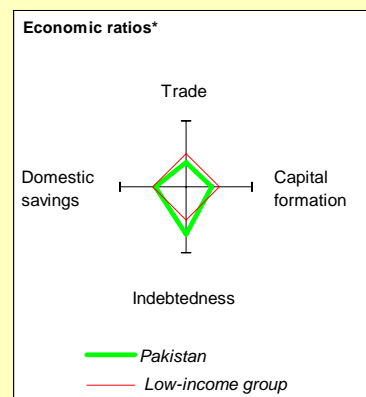 Economic ratios*
Trade
Domestic
savings
Capital
formation
Indebtedness
Pakistan
Low-income group